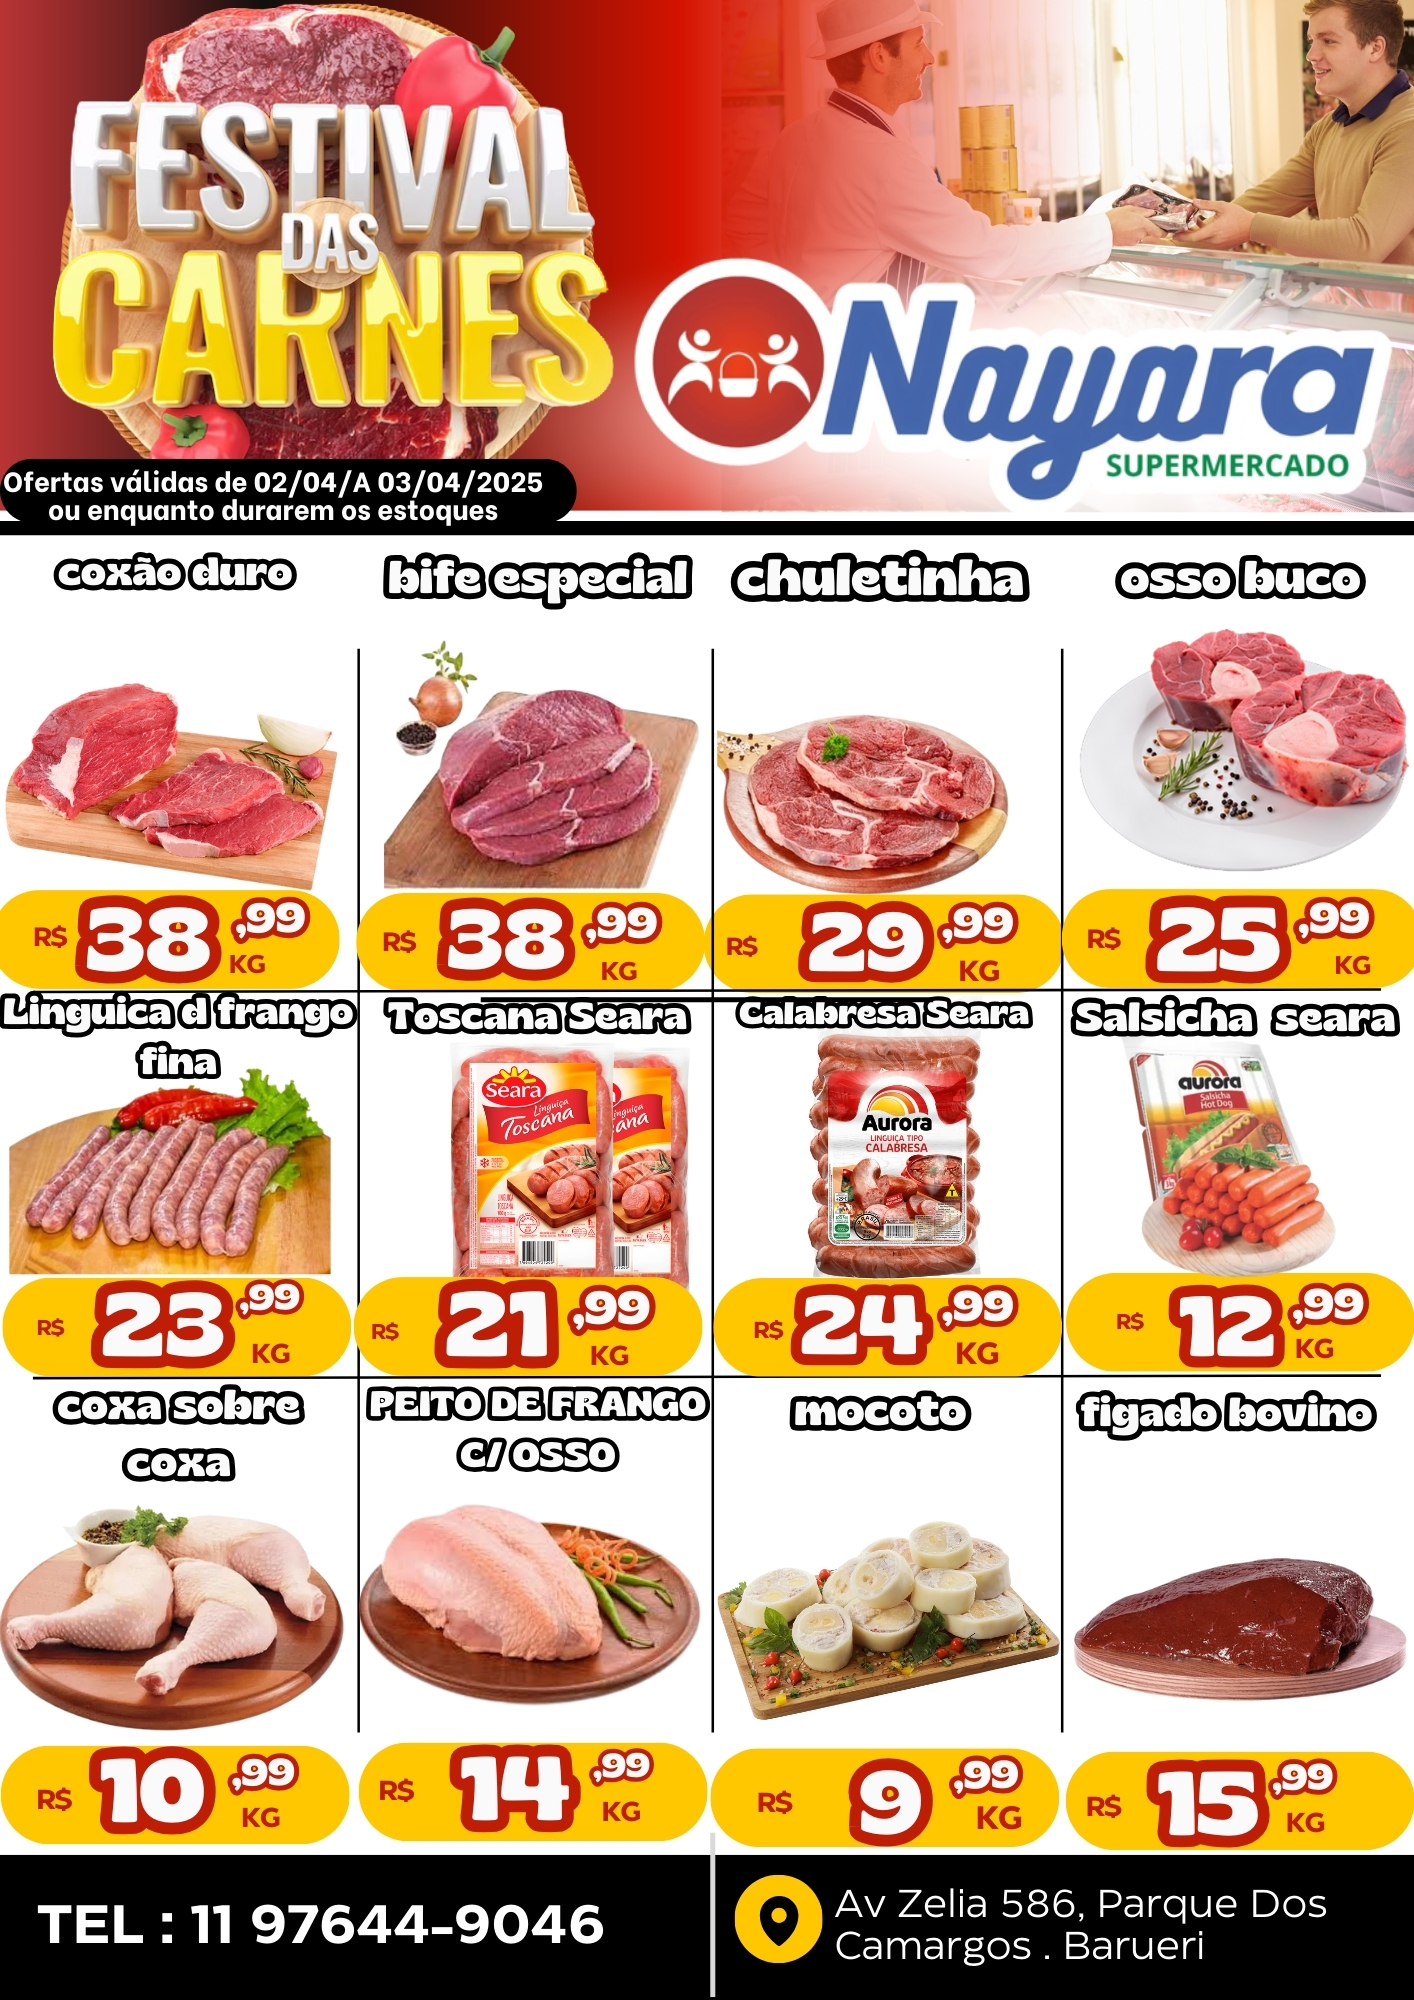 FESTIVAL
DAS
CARNES
Nayara
SUPERMERCADO
Ofertas válidas de 02/04/A 03/04/2025
ou enquanto durarem os estoques
coxão duro
bife especial
chuletinha
osso buco
R$ 38,99 KG
R$ 38,99 KG
R$ 29,99 KG
R$ 25,99 KG
Linguica d frango
fina
Toscana Seara
Calabresa Seara
Salsicha seara
Seara
Linguiça
Toscana
Aurora
LINGUIÇA TIPO
CALABRESA
aurora
Salsicha
Hot Dog
R$ 23,99 KG
R$ 21,99 KG
R$ 24,99 KG
R$ 12,99 KG
coxa sobre
coxa
PEITO DE FRANGO
C/ OSSO
mocoto
figado bovino
R$ 10,99 KG
R$ 14,99 KG
R$ 9,99 KG
R$ 15,99 KG
TEL : 11 97644-9046
Av Zelia 586, Parque Dos
Camargos . Barueri